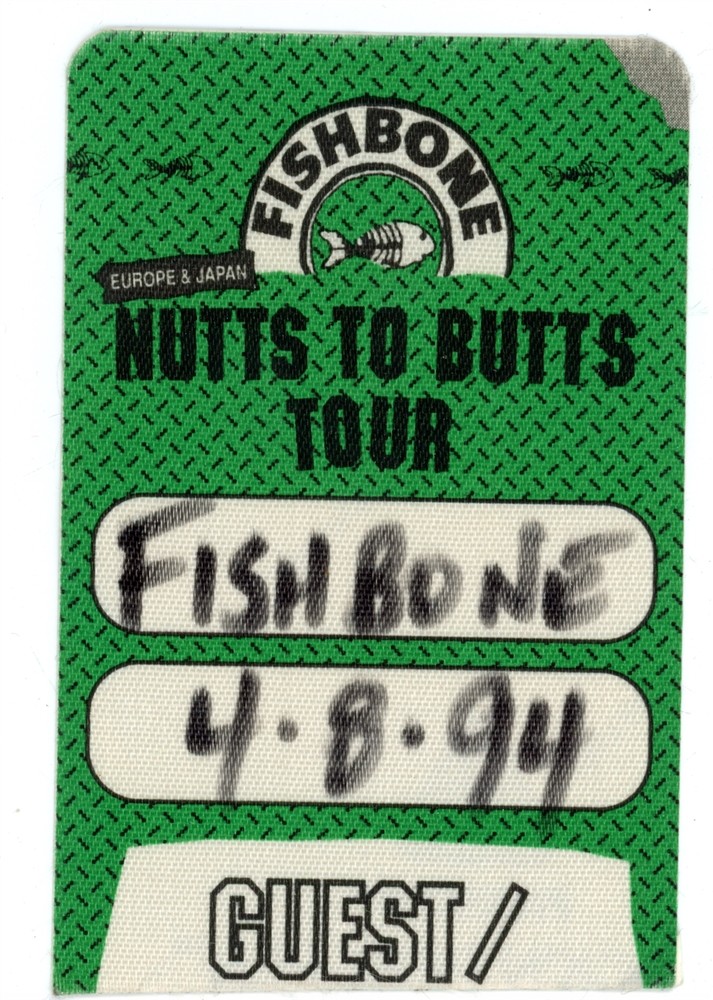 FISHBONE
EUROPE & JAPAN
NUTTS TO BUTTS
TOUR
FISHBONE
4.8.94
GUEST/